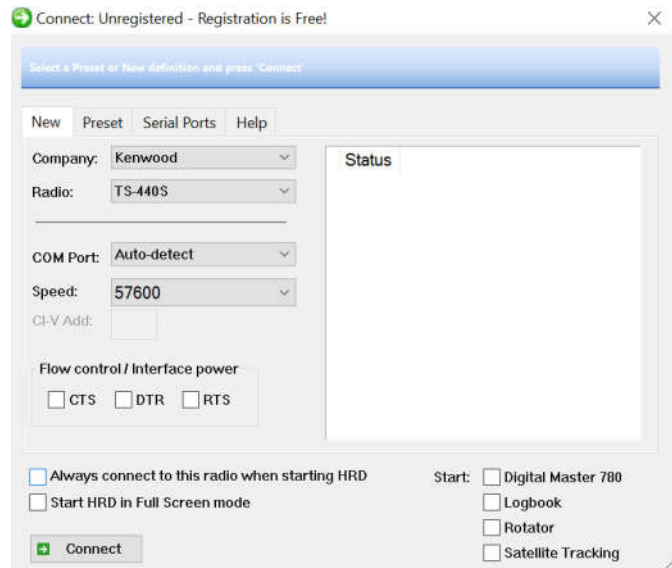 Connect: Unregistered - Registration is Free!
Select a Preset or New definition and press 'Connect'
New Preset Serial Ports Help
Company: Kenwood
Radio: TS-440S
COM Port: Auto-detect
Speed: 57600
CI-V Add:
Flow control / Interface power
CTS DTR RTS
Status
Always connect to this radio when starting HRD
Start HRD in Full Screen mode
Connect
Start: Digital Master 780
Logbook
Rotator
Satellite Tracking